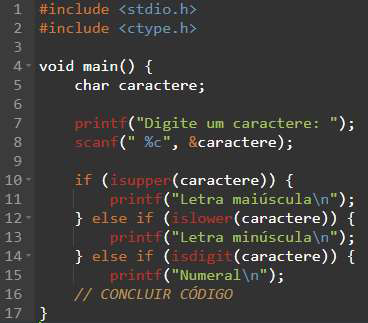 1 #include <stdio.h>
2 #include <ctype.h>
3
4 void main() {
5     char caractere;
6
7     printf("Digite um caractere: ");
8     scanf(" %c", &caractere);
9
10     if (isupper(caractere)) {
11         printf("Letra maiúscula\n");
12     } else if (islower(caractere)) {
13         printf("Letra minúscula\n");
14     } else if (isdigit(caractere)) {
15         printf("Numeral\n");
16     // CONCLUIR CÓDIGO
17 }